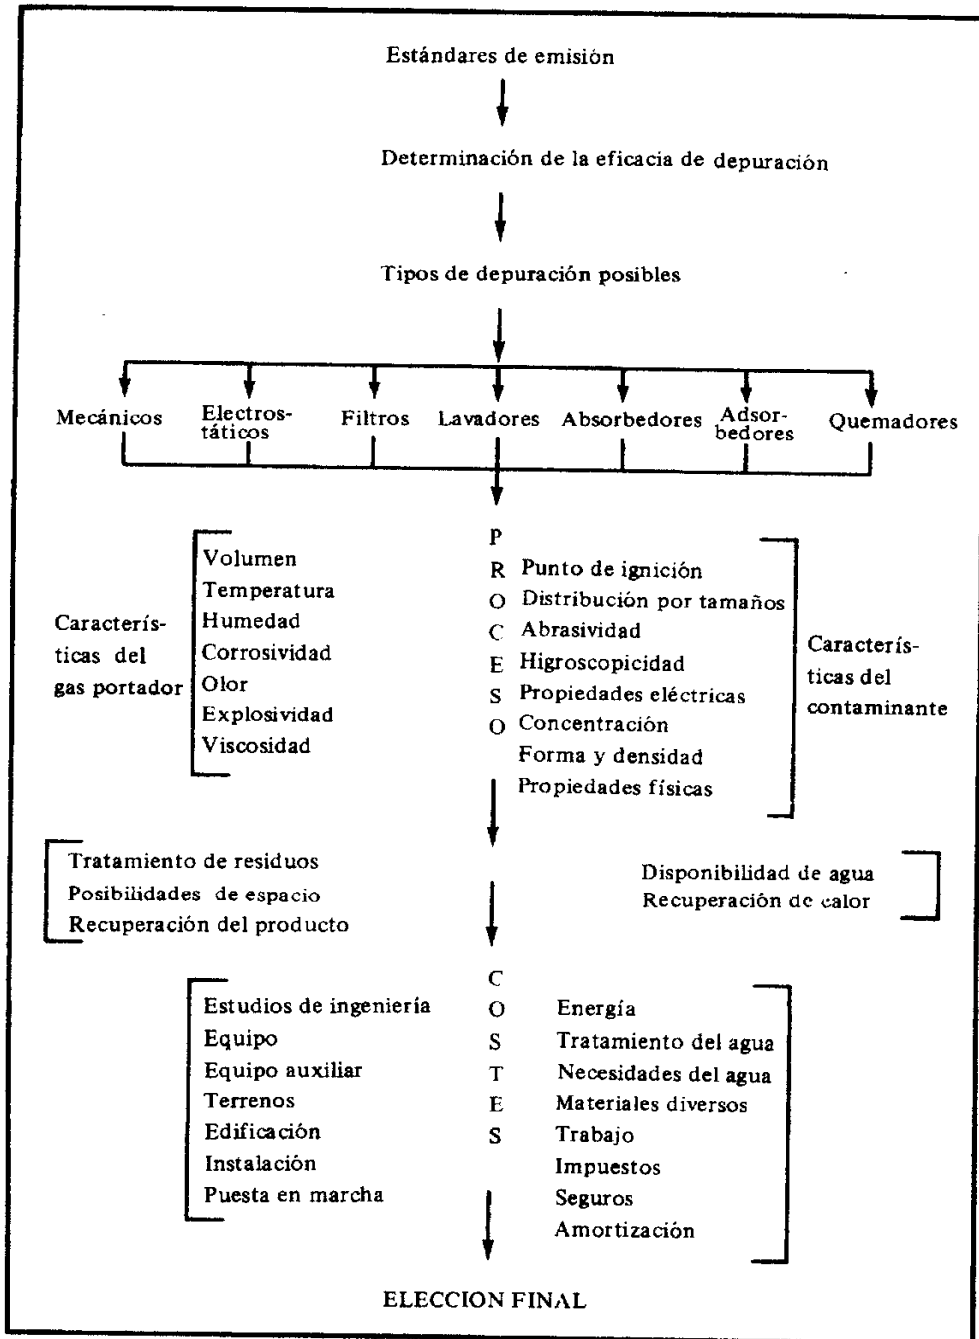 Estándares de emisión
Determinación de la eficacia de depuración
Tipos de depuración posibles
Mecánicos
Electros-
táticos
Filtros
Lavadores
Absorbedores
Adsor-
bedores
Quemadores
Caracterís-
ticas del
gas portador
Volumen
Temperatura
Humedad
Corrosividad
Olor
Explosividad
Viscosidad
P
R
O
C
E
S
O
Punto de ignición
Distribución por tamaños
Abrasividad
Higroscopicidad
Propiedades eléctricas
Concentración
Forma y densidad
Propiedades físicas
Caracterís-
ticas del
contaminante
Tratamiento de residuos
Posibilidades de espacio
Recuperación del producto
Disponibilidad de agua
Recuperación de calor
Estudios de ingeniería
Equipo
Equipo auxiliar
Terrenos
Edificación
Instalación
Puesta en marcha
C
O
S
T
E
S
Energía
Tratamiento del agua
Necesidades del agua
Materiales diversos
Trabajo
Impuestos
Seguros
Amortización
ELECCION FINAL